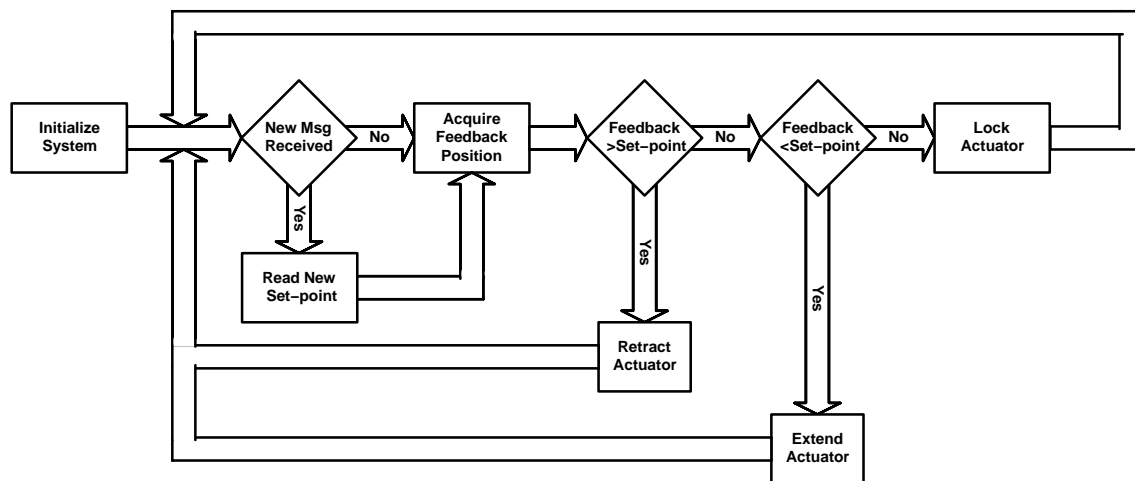 Initialize
System
New Msg
Received
No
Yes
Read New
Set−point
Acquire
Feedback
Position
Feedback
>Set−point
No
Yes
Retract
Actuator
Feedback
<Set−point
No
Yes
Extend
Actuator
Lock
Actuator